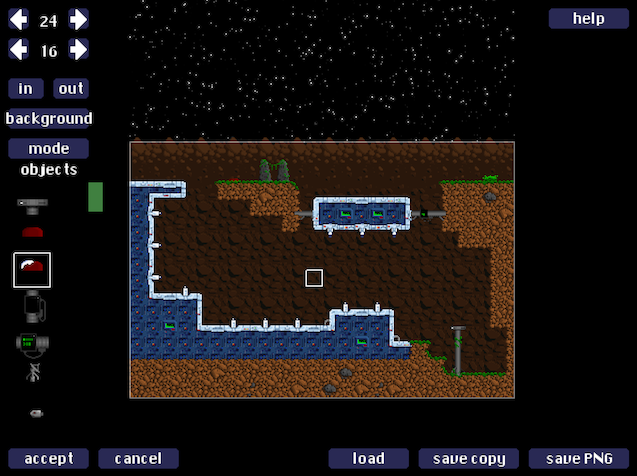 24
help
16
in out
background
mode
objects
accept cancel load save copy save PNG